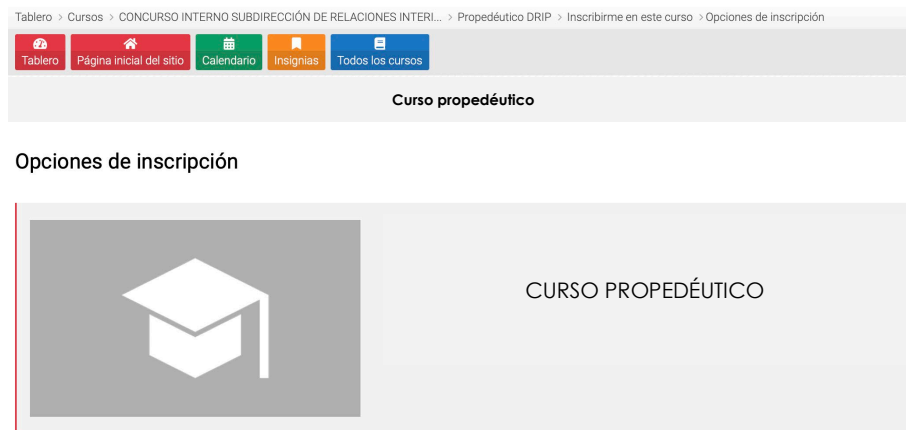 Tablero > Cursos > CONCURSO INTERNO SUBDIRECCIÓN DE RELACIONES INTERI... > Propedéutico DRIP > Inscribirme en este curso > Opciones de inscripción
Tablero Página inicial del sitio Calendario Insignias Todos los cursos
Curso propedéutico
Opciones de inscripción
CURSO PROPEDÉUTICO